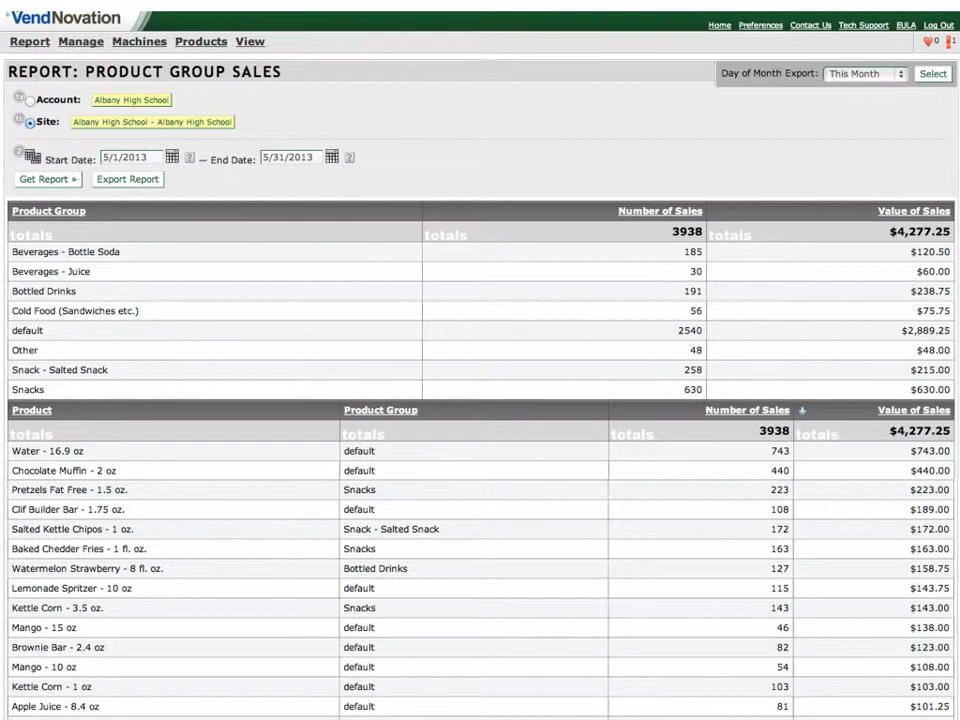 VendNovation
Home Preferences Contact Us Tech Support EULA Log Out
Report Manage Machines Products View
0 1
REPORT: PRODUCT GROUP SALES
Day of Month Export: This Month Select
Account: Albany High School
Site: Albany High School - Albany High School
Start Date: 5/1/2013 ? — End Date: 5/31/2013 ?
Get Report » Export Report
Product Group Number of Sales Value of Sales
totals totals 3938 totals $4,277.25
Beverages - Bottle Soda 185 $120.50
Beverages - Juice 30 $60.00
Bottled Drinks 191 $238.75
Cold Food (Sandwiches etc.) 56 $75.75
default 2540 $2,889.25
Other 48 $48.00
Snack - Salted Snack 258 $215.00
Snacks 630 $630.00
Product Product Group Number of Sales Value of Sales
totals totals totals 3938 totals $4,277.25
Water - 16.9 oz default 743 $743.00
Chocolate Muffin - 2 oz default 440 $440.00
Pretzels Fat Free - 1.5 oz. Snacks 223 $223.00
Clif Builder Bar - 1.75 oz. default 108 $189.00
Salted Kettle Chipos - 1 oz. Snack - Salted Snack 172 $172.00
Baked Chedder Fries - 1 fl. oz. Snacks 163 $163.00
Watermelon Strawberry - 8 fl. oz. Bottled Drinks 127 $158.75
Lemonade Spritzer - 10 oz default 115 $143.75
Kettle Corn - 3.5 oz. Snacks 143 $143.00
Mango - 15 oz default 46 $138.00
Brownie Bar - 2.4 oz default 82 $123.00
Mango - 10 oz default 54 $108.00
Kettle Corn - 1 oz default 103 $103.00
Apple Juice - 8.4 oz default 81 $101.25